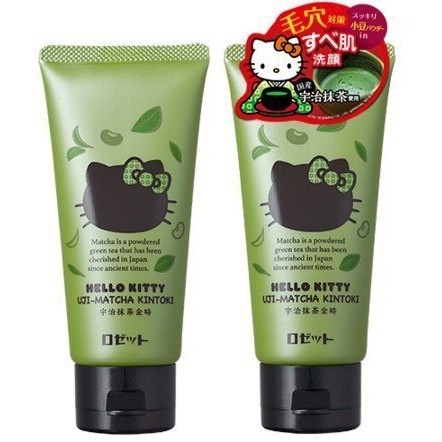 Matcha is a powdered
green tea that has been
cherished in Japan
since ancient times.
HELLO KITTY
UJI-MATCHA KINTOKI
宇治抹茶金時
ロゼット
毛穴対策
すべ肌
洗顔
スッキリ
小豆パウダー
in
国産
宇治抹茶使用
Matcha is a powdered
green tea that has been
cherished in Japan
since ancient times.
HELLO KITTY
UJI-MATCHA KINTOKI
宇治抹茶金時
ロゼット